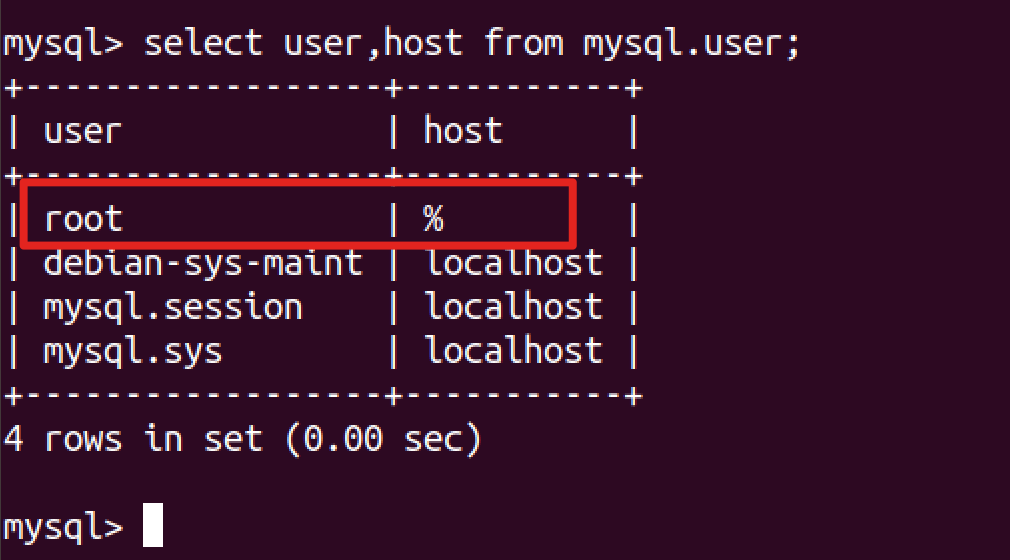 mysql> select user,host from mysql.user;
+------------------+-----------+
| user             | host      |
+------------------+-----------+
| root             | %         |
| debian-sys-maint | localhost |
| mysql.session    | localhost |
| mysql.sys        | localhost |
+------------------+-----------+
4 rows in set (0.00 sec)
mysql>